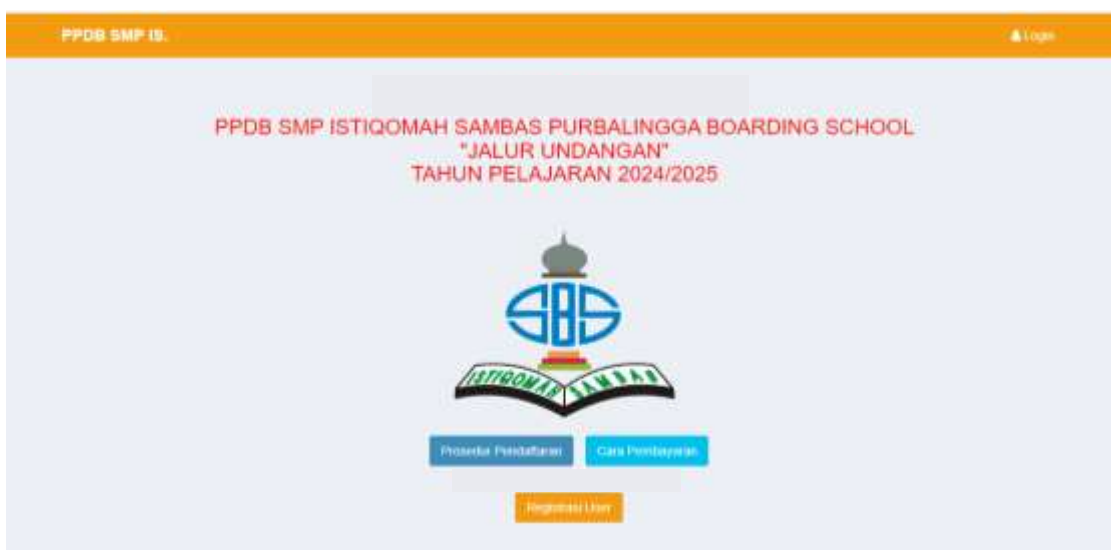 PPDB SMP IS.
Login
PPDB SMP ISTIQOMAH SAMBAS PURBALINGGA BOARDING SCHOOL
"JALUR UNDANGAN"
TAHUN PELAJARAN 2024/2025
SBS
ISTIQOMAH SAMBAS
Prosedur Pendaftaran
Cara Pembayaran
Registrasi User